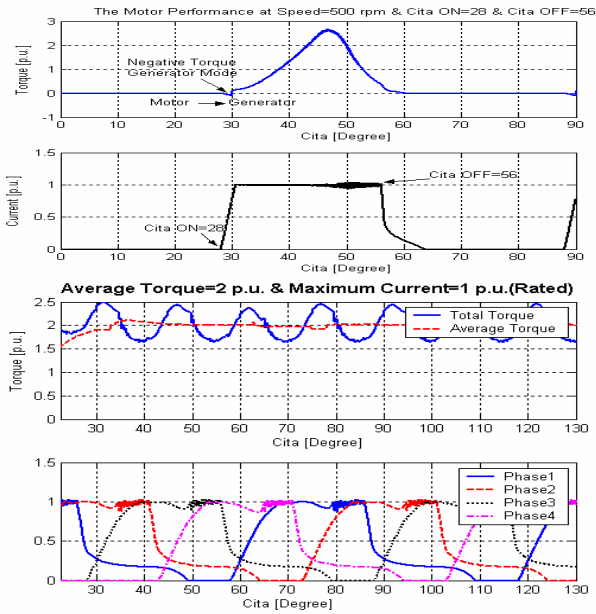 The Motor Performance at Speed=500 rpm & Cita ON=28 & Cita OFF=56
Torque [p.u.]
3
2
1
0
-1
Negative Torque
Generator Mode
Motor
Generator
0 10 20 30 40 50 60 70 80 90
Cita [Degree]
Current [p.u.]
1.5
1
0.5
0
Cita OFF=56
Cita ON=28
0 10 20 30 40 50 60 70 80 90
Cita [Degree]
Average Torque=2 p.u. & Maximum Current=1 p.u.(Rated)
Torque [p.u.]
2.5
2
1.5
1
0.5
0
Total Torque
Average Torque
30 40 50 60 70 80 90 100 110 120 130
Cita [Degree]
1.5
1
0.5
0
Phase1
Phase2
Phase3
Phase4
30 40 50 60 70 80 90 100 110 120 130
Cita [Degree]